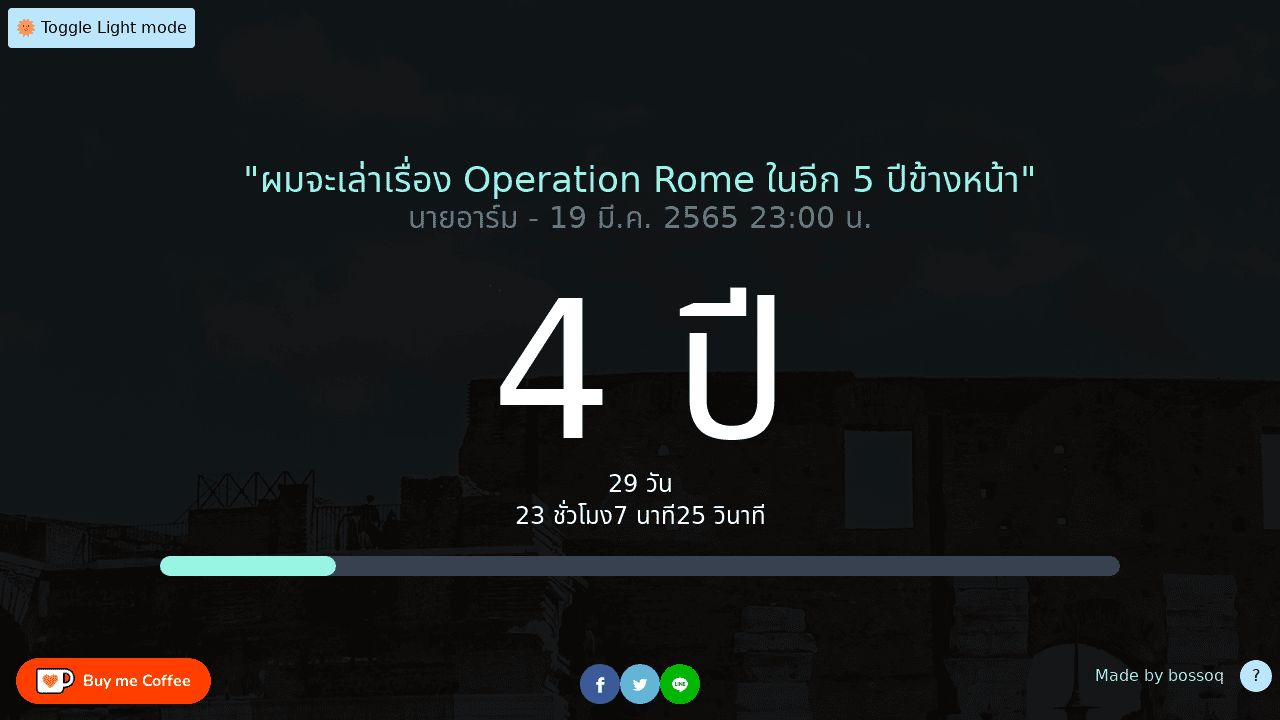 Toggle Light mode
"ผมจะเล่าเรื่อง Operation Rome ในอีก 5 ปีข้างหน้า"
นายอาร์ม - 19 มี.ค. 2565 23:00 น.
4 ปี
29 วัน
23 ชั่วโมง7 นาที25 วินาที
Buy me Coffee
LINE
Made by bossoq
?